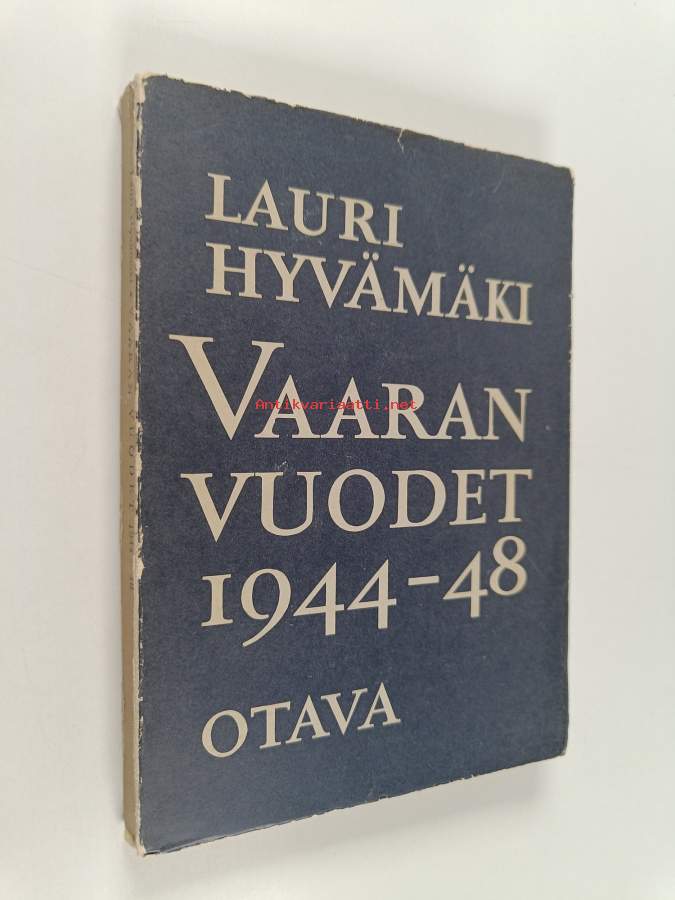 LAURI
HYVÄMÄKI
VAARAN
Antikvariaatti.net
VUODET
1944-48
OTAVA